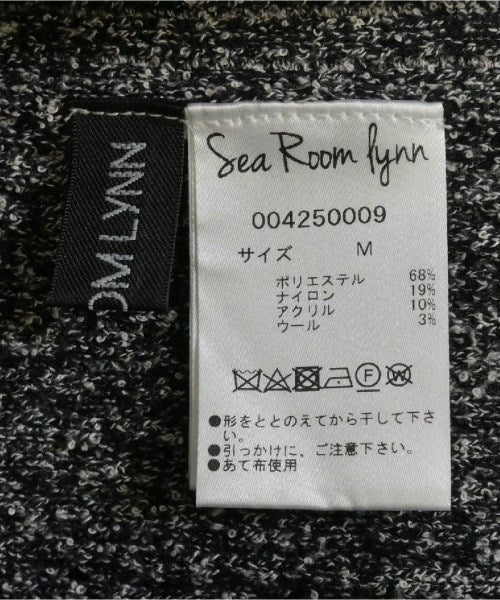 OM LYNN
Sea Room lynn
004250009
サイズ M
ポリエステル 68%
ナイロン 19%
アクリル 10%
ウール 3%
F W
●形をととのえてから干して下さ
い。
●引っかけに、ご注意下さい。
●あて布使用